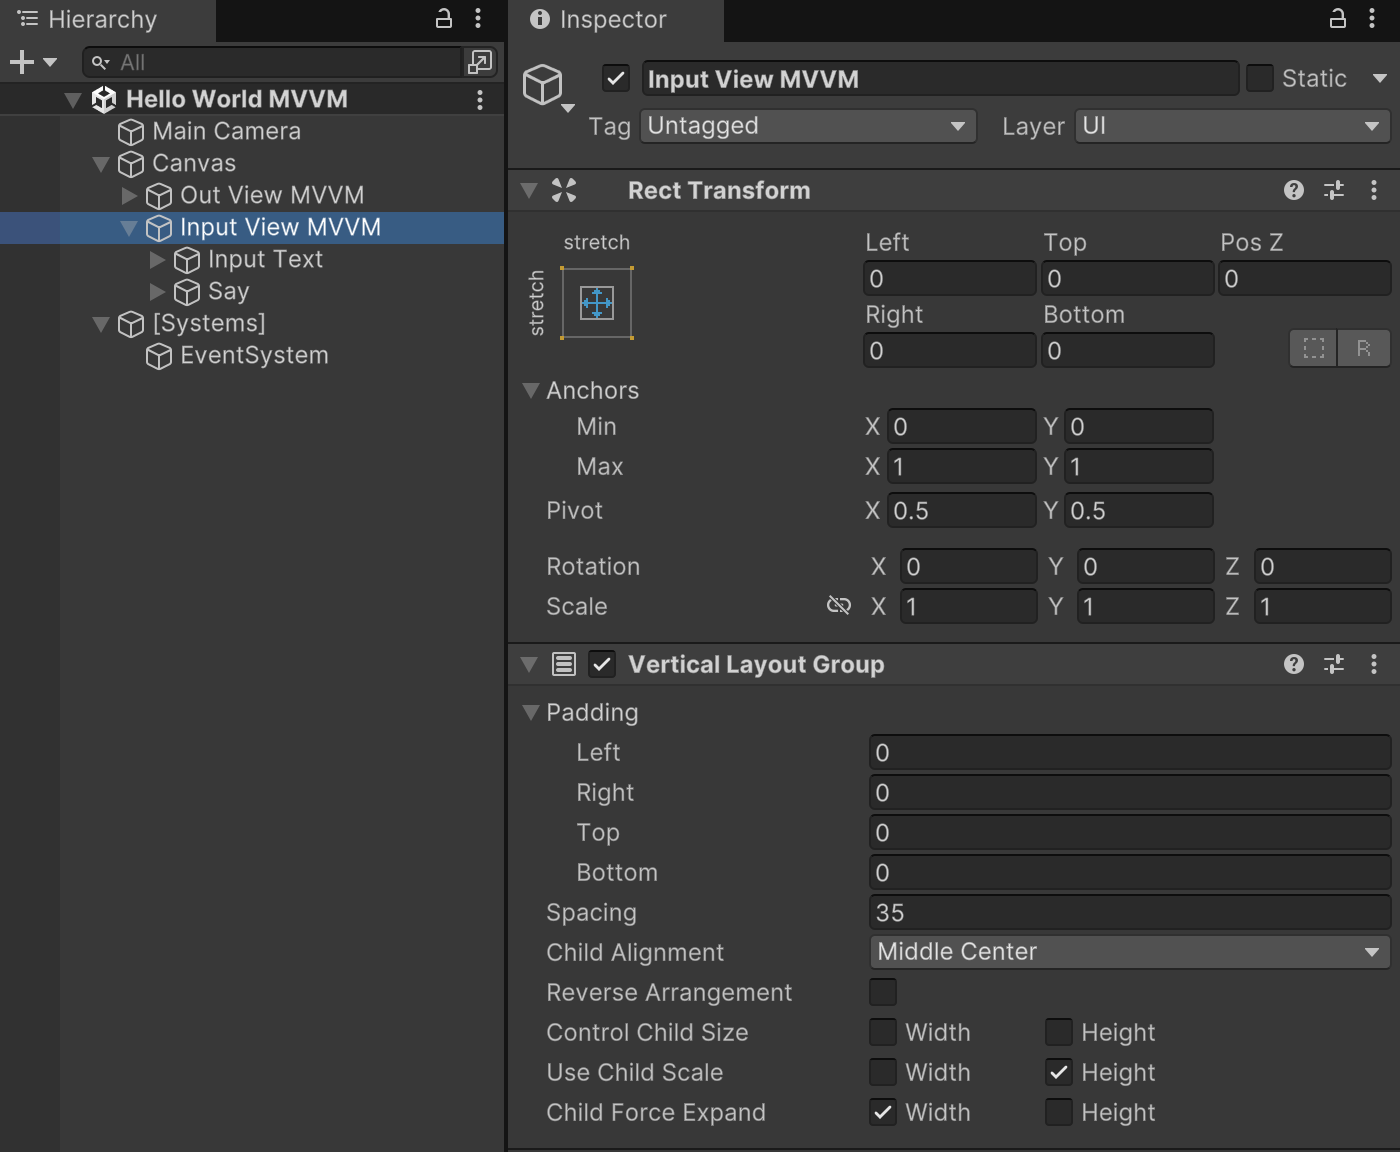 Hierarchy
All
Hello World MVVM
Main Camera
Canvas
Out View MVVM
Input View MVVM
Input Text
Say
[Systems]
EventSystem
Inspector
Input View MVVM
Static
Tag Untagged Layer UI
Rect Transform
stretch
stretch
Left Top Pos Z
0 0 0
Right Bottom
0 0
R
Anchors
Min X 0 Y 0
Max X 1 Y 1
Pivot X 0.5 Y 0.5
Rotation X 0 Y 0 Z 0
Scale X 1 Y 1 Z 1
Vertical Layout Group
Padding
Left 0
Right 0
Top 0
Bottom 0
Spacing 35
Child Alignment Middle Center
Reverse Arrangement
Control Child Size Width Height
Use Child Scale Width Height
Child Force Expand Width Height